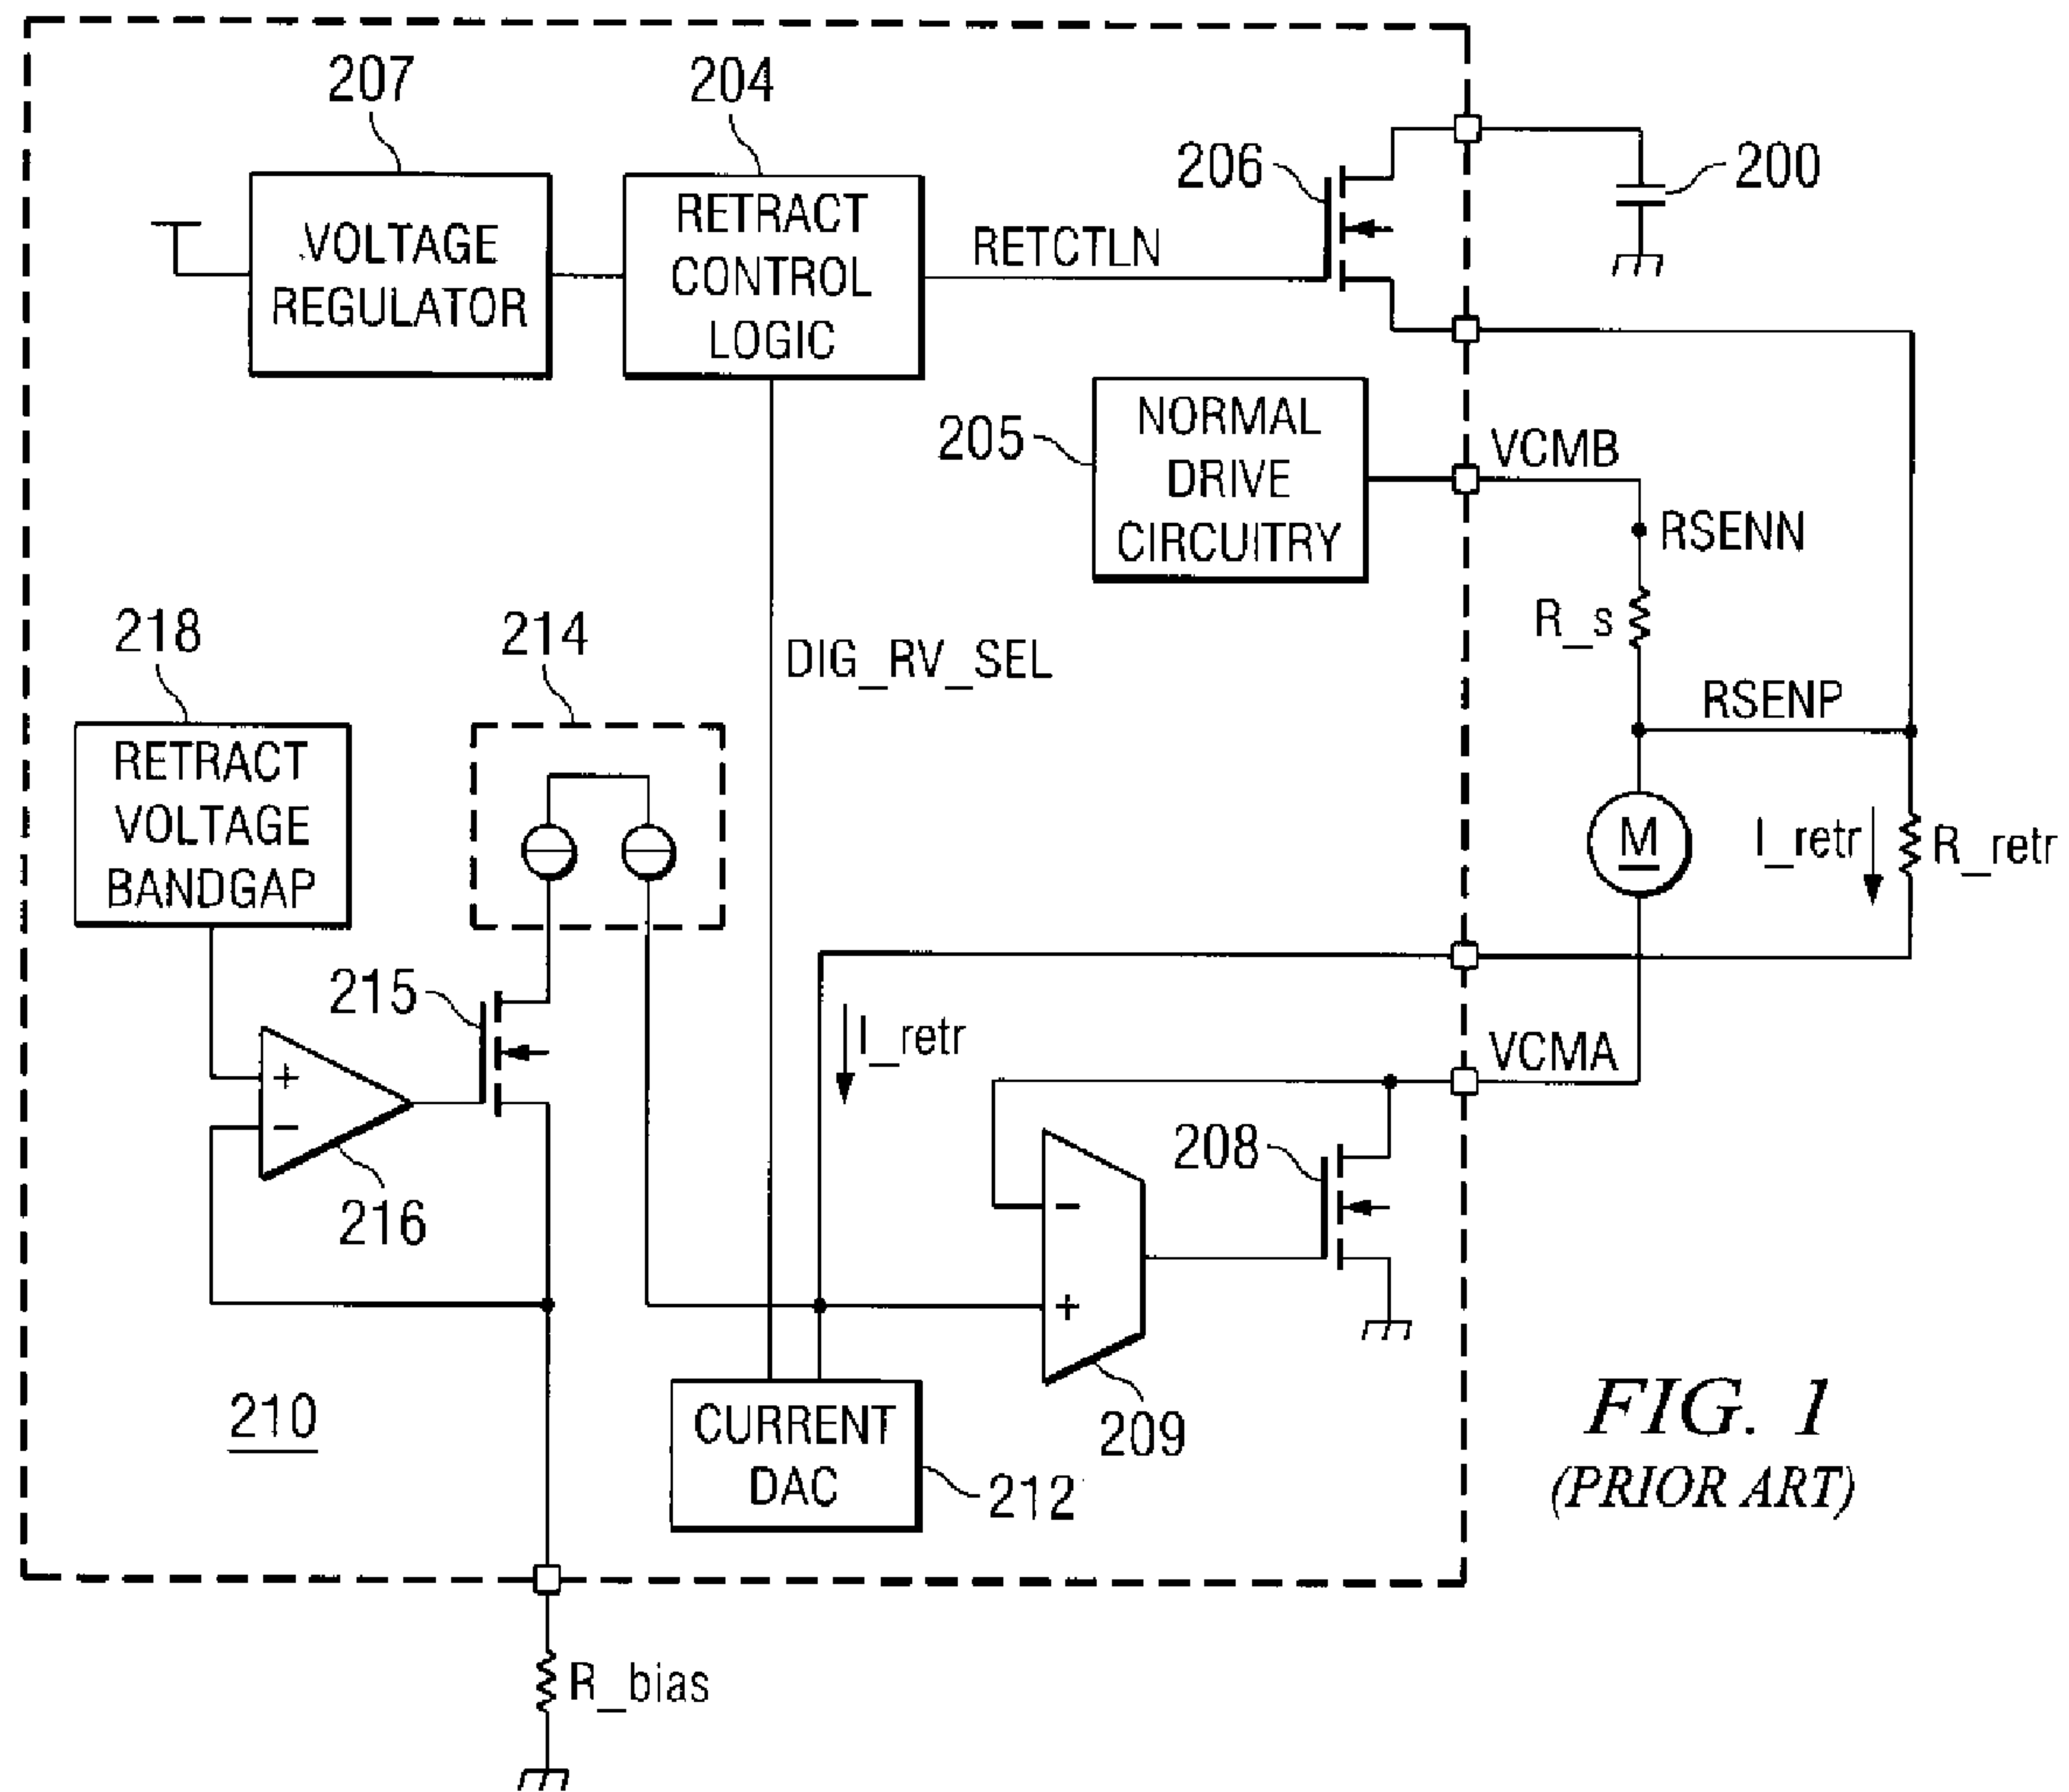 207
204
206
200
VOLTAGE
REGULATOR
RETRACT
CONTROL
LOGIC
RETCTLN
205
NORMAL
DRIVE
CIRCUITRY
VCMB
RSENN
R_s
RSENP
218
214
DIG_RV_SEL
RETRACT
VOLTAGE
BANDGAP
M
I_retr
R_retr
215
I_retr
VCMA
+
−
216
208
−
+
209
210
CURRENT
DAC
212
R_bias
FIG. 1
(PRIOR ART)